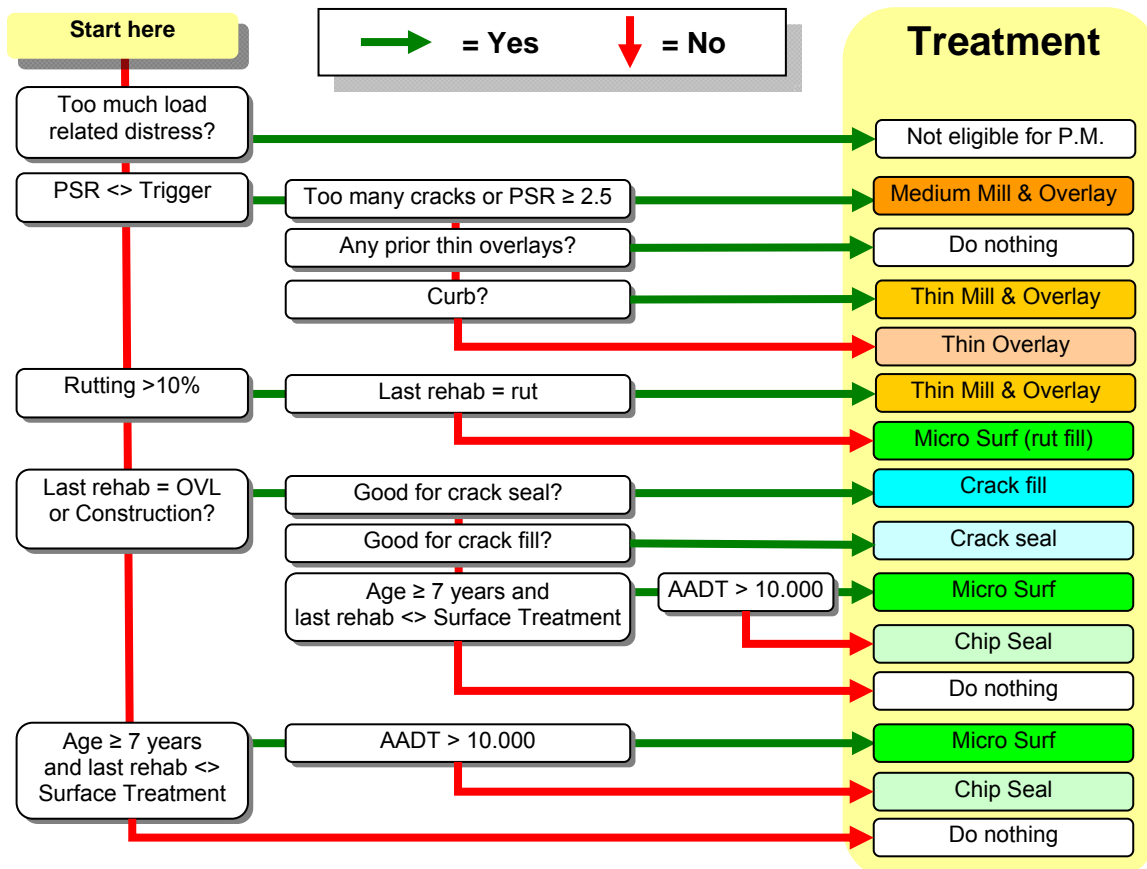 Start here
= Yes
= No
Treatment
Too much load
related distress?
Not eligible for P.M.
PSR <> Trigger
Too many cracks or PSR ≥ 2.5
Medium Mill & Overlay
Any prior thin overlays?
Do nothing
Curb?
Thin Mill & Overlay
Thin Overlay
Rutting >10%
Last rehab = rut
Thin Mill & Overlay
Micro Surf (rut fill)
Last rehab = OVL
or Construction?
Good for crack seal?
Crack fill
Good for crack fill?
Crack seal
Age ≥ 7 years and
last rehab <> Surface Treatment
AADT > 10.000
Micro Surf
Chip Seal
Do nothing
Age ≥ 7 years
and last rehab <>
Surface Treatment
AADT > 10.000
Micro Surf
Chip Seal
Do nothing